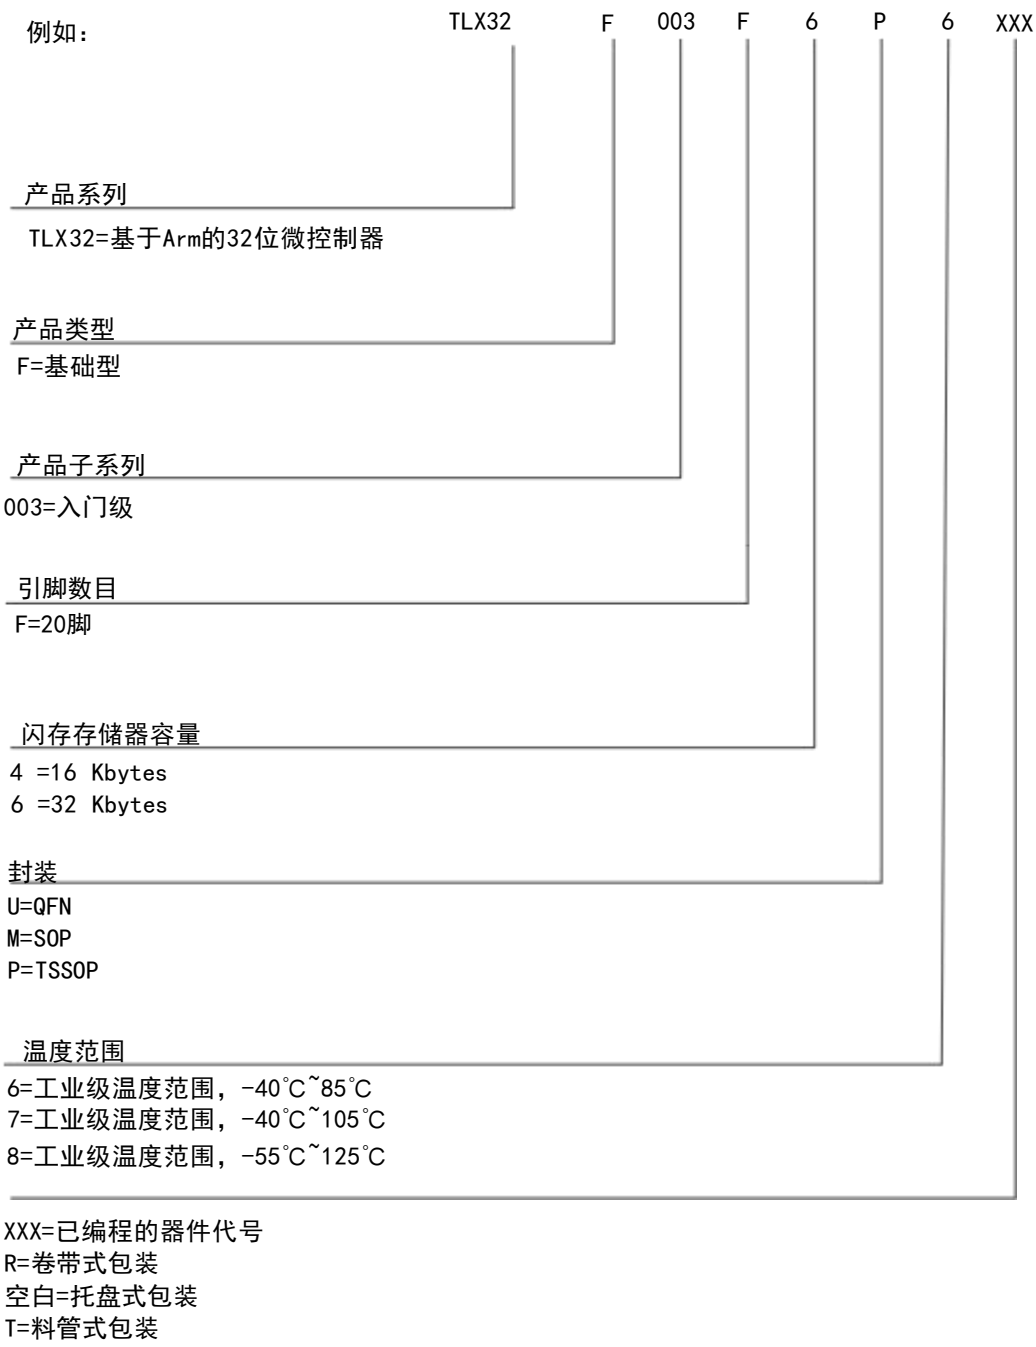 例如： TLX32 F 003 F 6 P 6 XXX
产品系列
TLX32=基于Arm的32位微控制器
产品类型
F=基础型
产品子系列
003=入门级
引脚数目
F=20脚
闪存存储器容量
4 =16 Kbytes
6 =32 Kbytes
封装
U=QFN
M=SOP
P=TSSOP
温度范围
6=工业级温度范围，-40℃~85℃
7=工业级温度范围，-40℃~105℃
8=工业级温度范围，-55℃~125℃
XXX=已编程的器件代号
R=卷带式包装
空白=托盘式包装
T=料管式包装